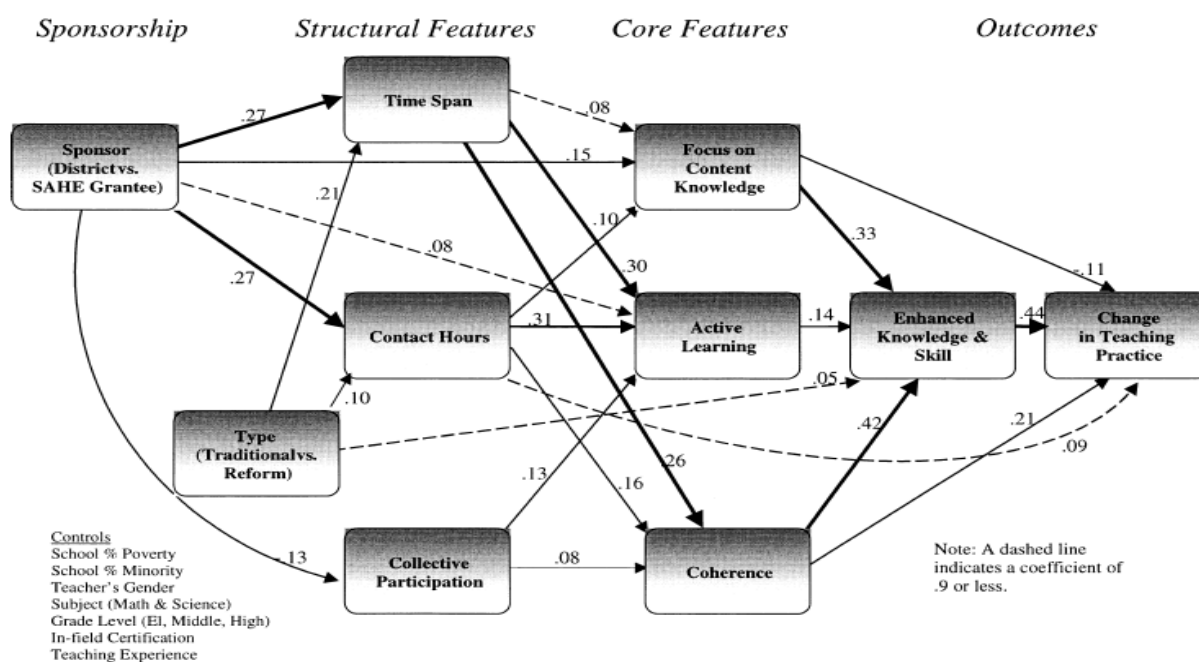 Sponsorship
Structural Features
Core Features
Outcomes
Time Span
.27
.08
Sponsor
(District vs.
SAHE Grantee)
.15
Focus on
Content
Knowledge
.21
.10
.08
.33
.27
.30
-.11
Contact Hours
.31
Active
Learning
.14
Enhanced
Knowledge &
Skill
.44
Change
in Teaching
Practice
.10
.05
Type
(Traditional vs.
Reform)
.42
.21
.09
.13
.16
.26
Controls
School % Poverty
School % Minority
Teacher's Gender
Subject (Math & Science)
Grade Level (El, Middle, High)
In-field Certification
Teaching Experience
-.13
Collective
Participation
.08
Coherence
Note: A dashed line
indicates a coefficient of
.9 or less.